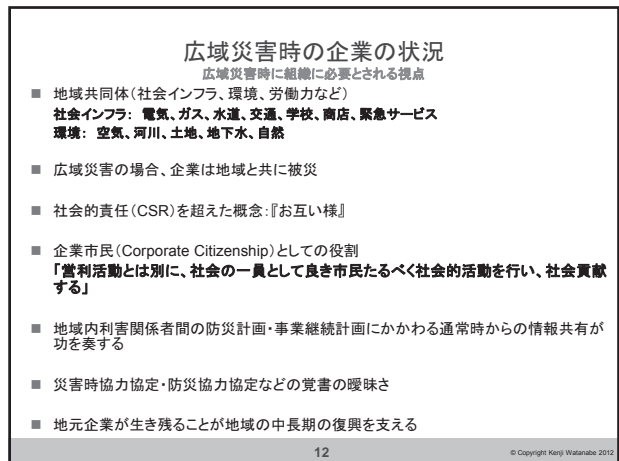 広域災害時の企業の状況
広域災害時に組織に必要とされる視点
■ 地域共同体(社会インフラ、環境、労働力など)
社会インフラ: 電気、ガス、水道、交通、学校、商店、緊急サービス
環境: 空気、河川、土地、地下水、自然
■ 広域災害の場合、企業は地域と共に被災
■ 社会的責任(CSR)を超えた概念:『お互い様』
■ 企業市民(Corporate Citizenship)としての役割
「営利活動とは別に、社会の一員として良き市民たるべく社会的活動を行い、社会貢献
する」
■ 地域内利害関係者間の防災計画・事業継続計画にかかわる通常時からの情報共有が
功を奏する
■ 災害時協力協定・防災協力協定などの覚書の曖昧さ
■ 地元企業が生き残ることが地域の中長期の復興を支える
12
© Copyright Kenji Watanabe 2012